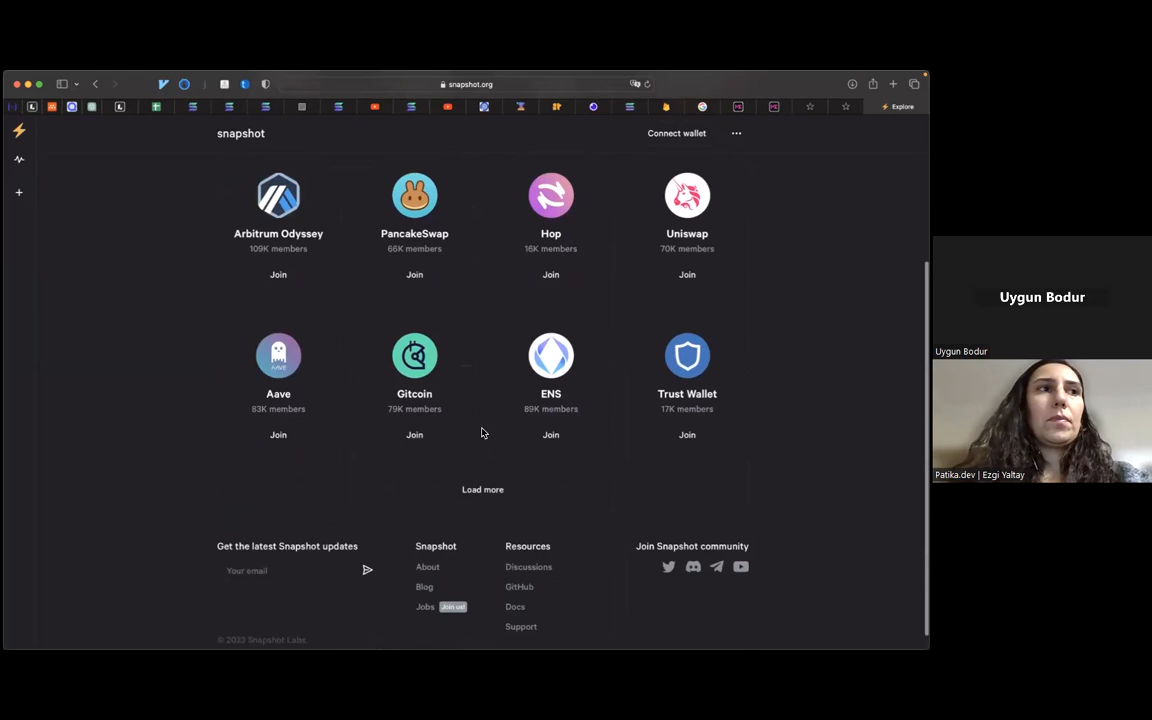 snapshot.org
Explore
snapshot
Connect wallet
Arbitrum Odyssey
PancakeSwap
Hop
Uniswap
109K members
66K members
16K members
70K members
Join
Join
Join
Join
AAVE
Aave
Gitcoin
ENS
Trust Wallet
83K members
79K members
89K members
17K members
Join
Join
Join
Join
Load more
Get the latest Snapshot updates
Snapshot
Resources
Join Snapshot community
Your email
About
Discussions
Blog
GitHub
Jobs
Join us!
Docs
Support
© 2023 Snapshot Labs.
Uygun Bodur
Uygun Bodur
Patika.dev | Ezgi Yaltay